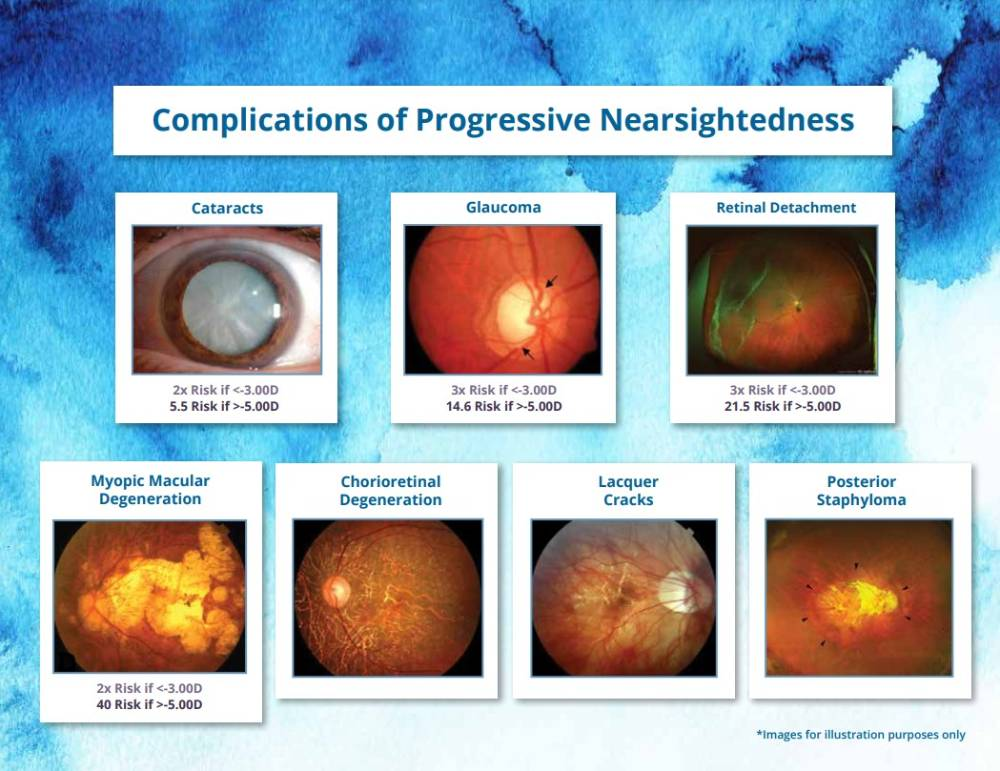 Complications of Progressive Nearsightedness
Cataracts
2x Risk if <-3.00D
5.5 Risk if >-5.00D
Glaucoma
3x Risk if <-3.00D
14.6 Risk if >-5.00D
Retinal Detachment
3x Risk if <-3.00D
21.5 Risk if >-5.00D
Myopic Macular
Degeneration
2x Risk if <-3.00D
40 Risk if >-5.00D
Chorioretinal
Degeneration
Lacquer
Cracks
Posterior
Staphyloma
*Images for illustration purposes only